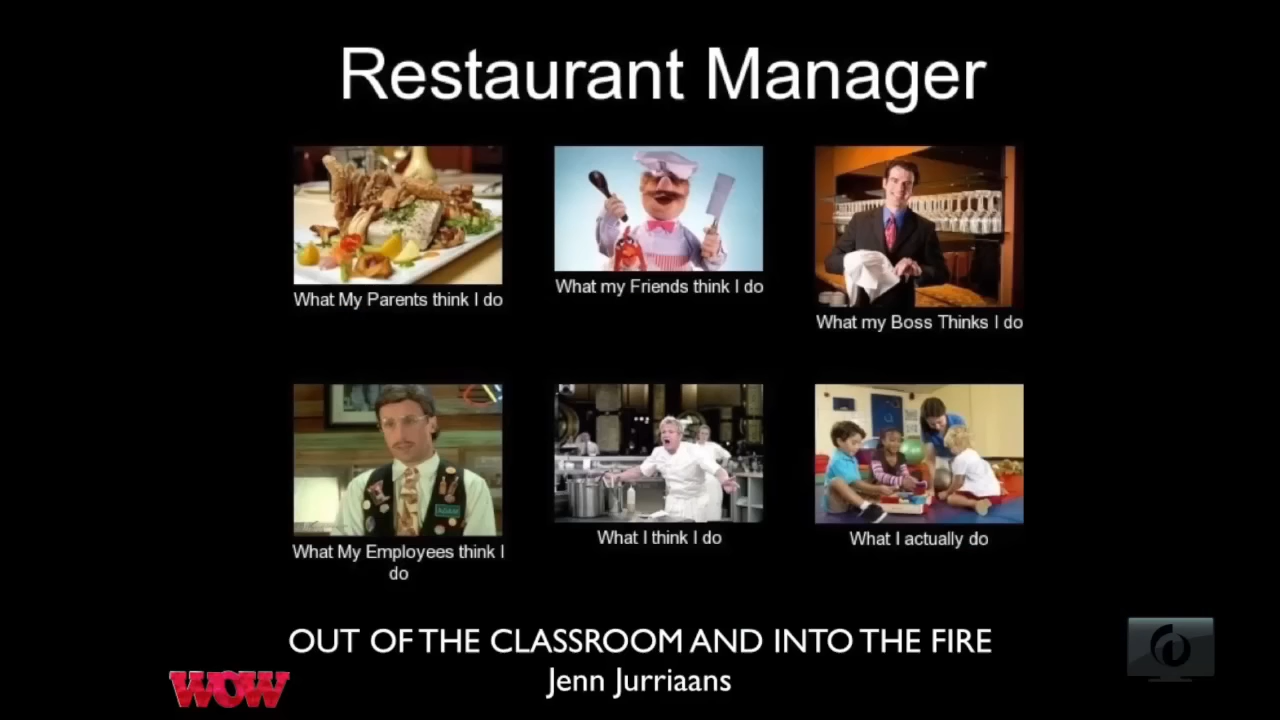 Restaurant Manager
What My Parents think I do
What my Friends think I do
What my Boss Thinks I do
What My Employees think I
do
What I think I do
What I actually do
OUT OF THE CLASSROOM AND INTO THE FIRE
Jenn Jurriaans
WOW